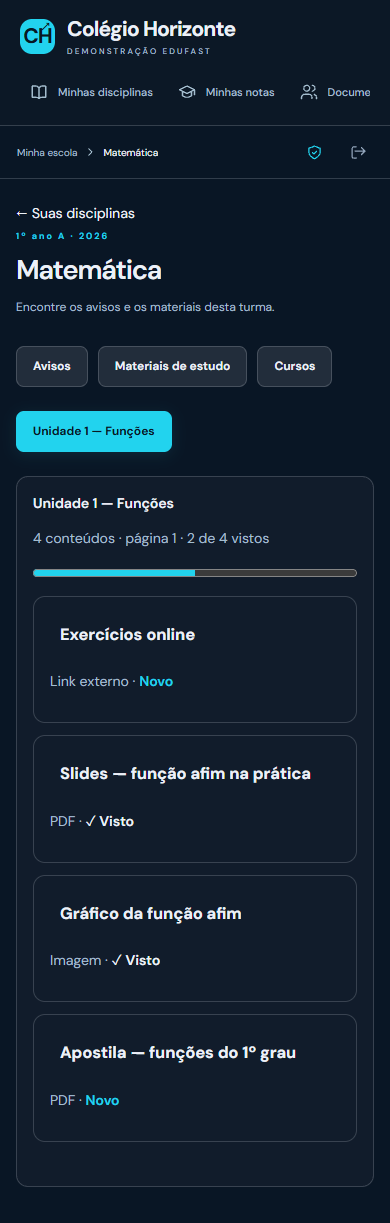 CH
Colégio Horizonte
DEMONSTRAÇÃO EDUFAST
Minhas disciplinas
Minhas notas
Docume
Minha escola > Matemática
← Suas disciplinas
1º ano A · 2026
Matemática
Encontre os avisos e os materiais desta turma.
Avisos
Materiais de estudo
Cursos
Unidade 1 — Funções
Unidade 1 — Funções
4 conteúdos · página 1 · 2 de 4 vistos
Exercícios online
Link externo · Novo
Slides — função afim na prática
PDF · ✓ Visto
Gráfico da função afim
Imagem · ✓ Visto
Apostila — funções do 1º grau
PDF · Novo